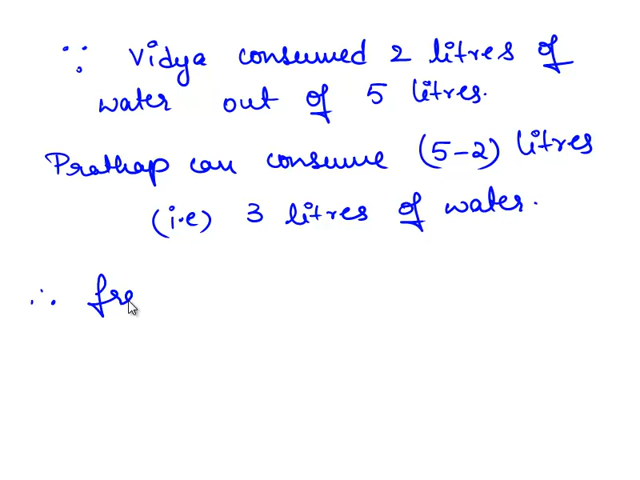 ∵ Vidya consumed 2 litres of
water out of 5 litres.
Prathap can consume (5-2) litres
(i.e) 3 litres of water.
∴ fra